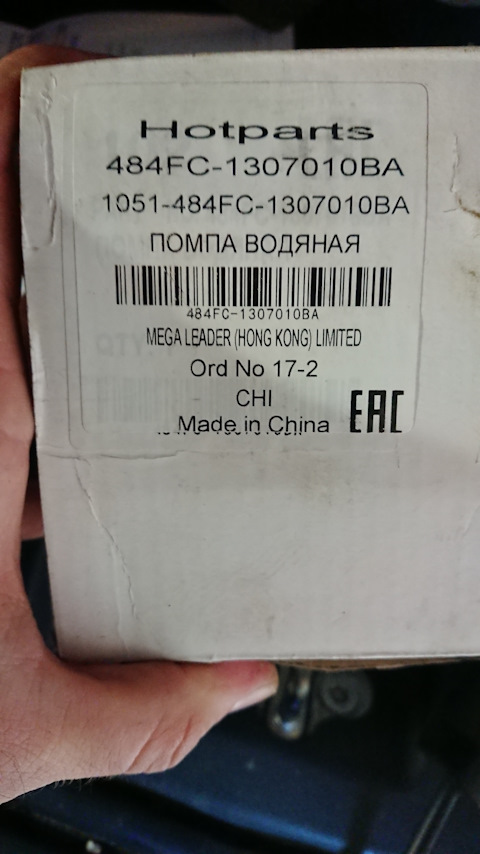 Hotparts
484FC-1307010BA
1051-484FC-1307010BA
ПОМПА ВОДЯНАЯ
484FC-1307010BA
MEGA LEADER (HONG KONG) LIMITED
Ord No 17-2
CHI
Made in China
EAC
QTY